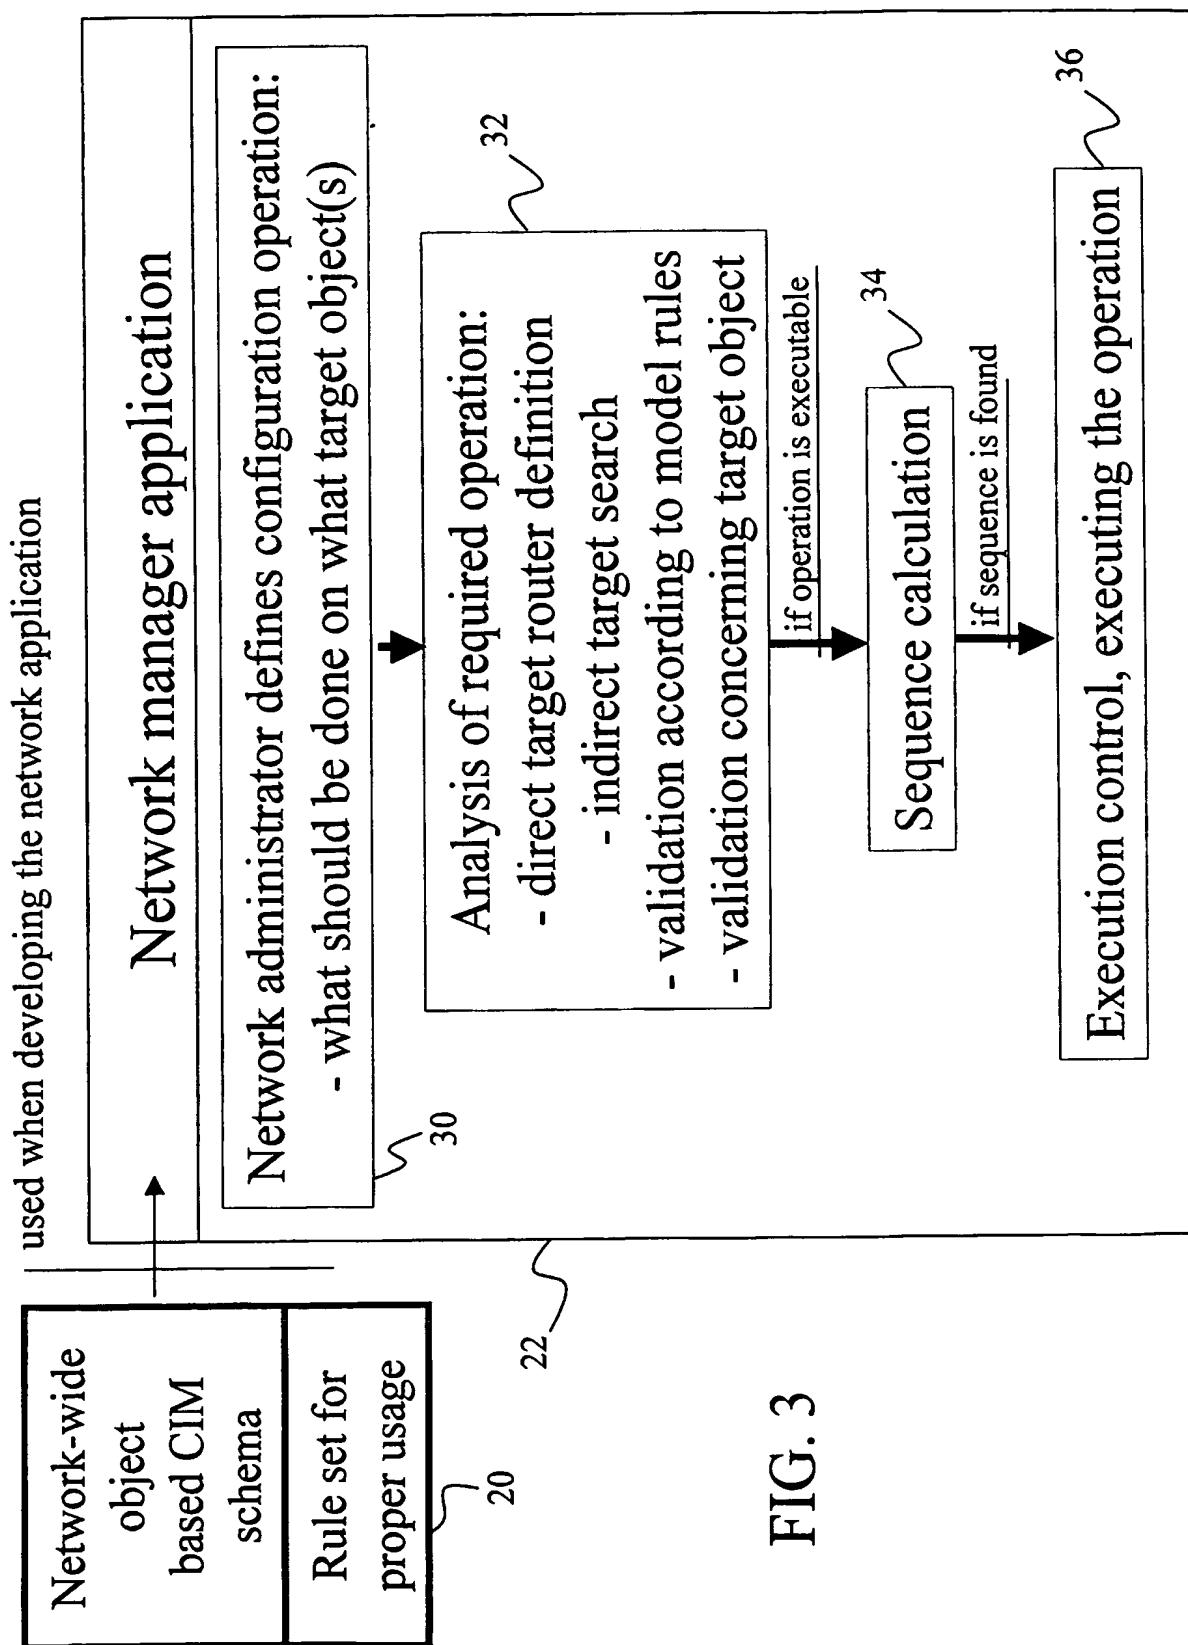 used when developing the network application
Network-wide
object
based CIM
schema
Rule set for
proper usage
20
Network manager application
22
Network administrator defines configuration operation:
- what should be done on what target object(s)
30
Analysis of required operation:
- direct target router definition
- indirect target search
- validation according to model rules
- validation concerning target object
32
if operation is executable
Sequence calculation
34
if sequence is found
Execution control, executing the operation
36
FIG. 3